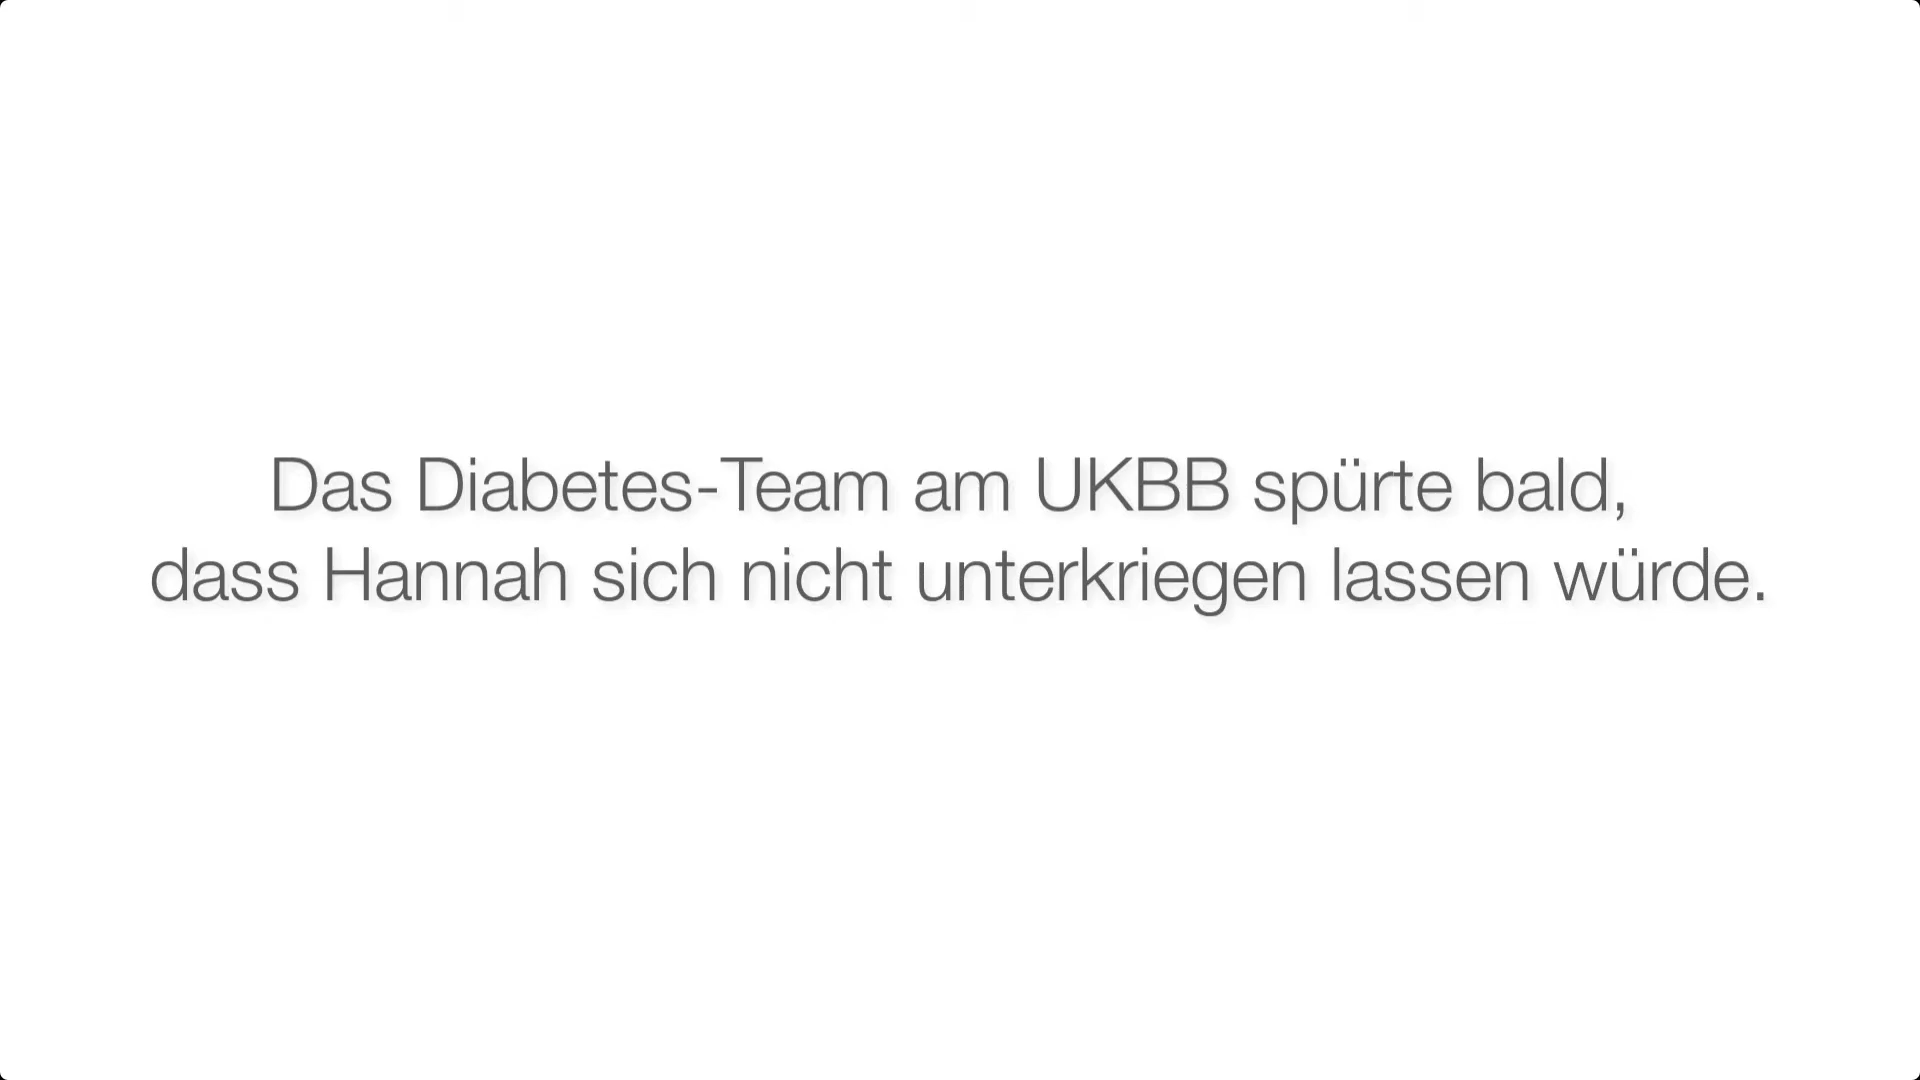 Das Diabetes-Team am UKBB spürte bald,
dass Hannah sich nicht unterkriegen lassen würde.